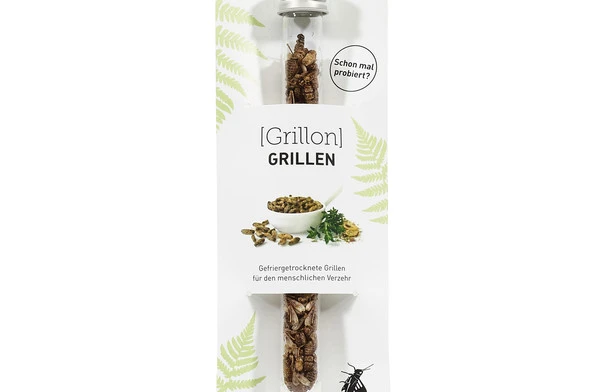 Schon mal
probiert?
[Grillon]
GRILLEN
Gefriergetrocknete Grillen
für den menschlichen Verzehr